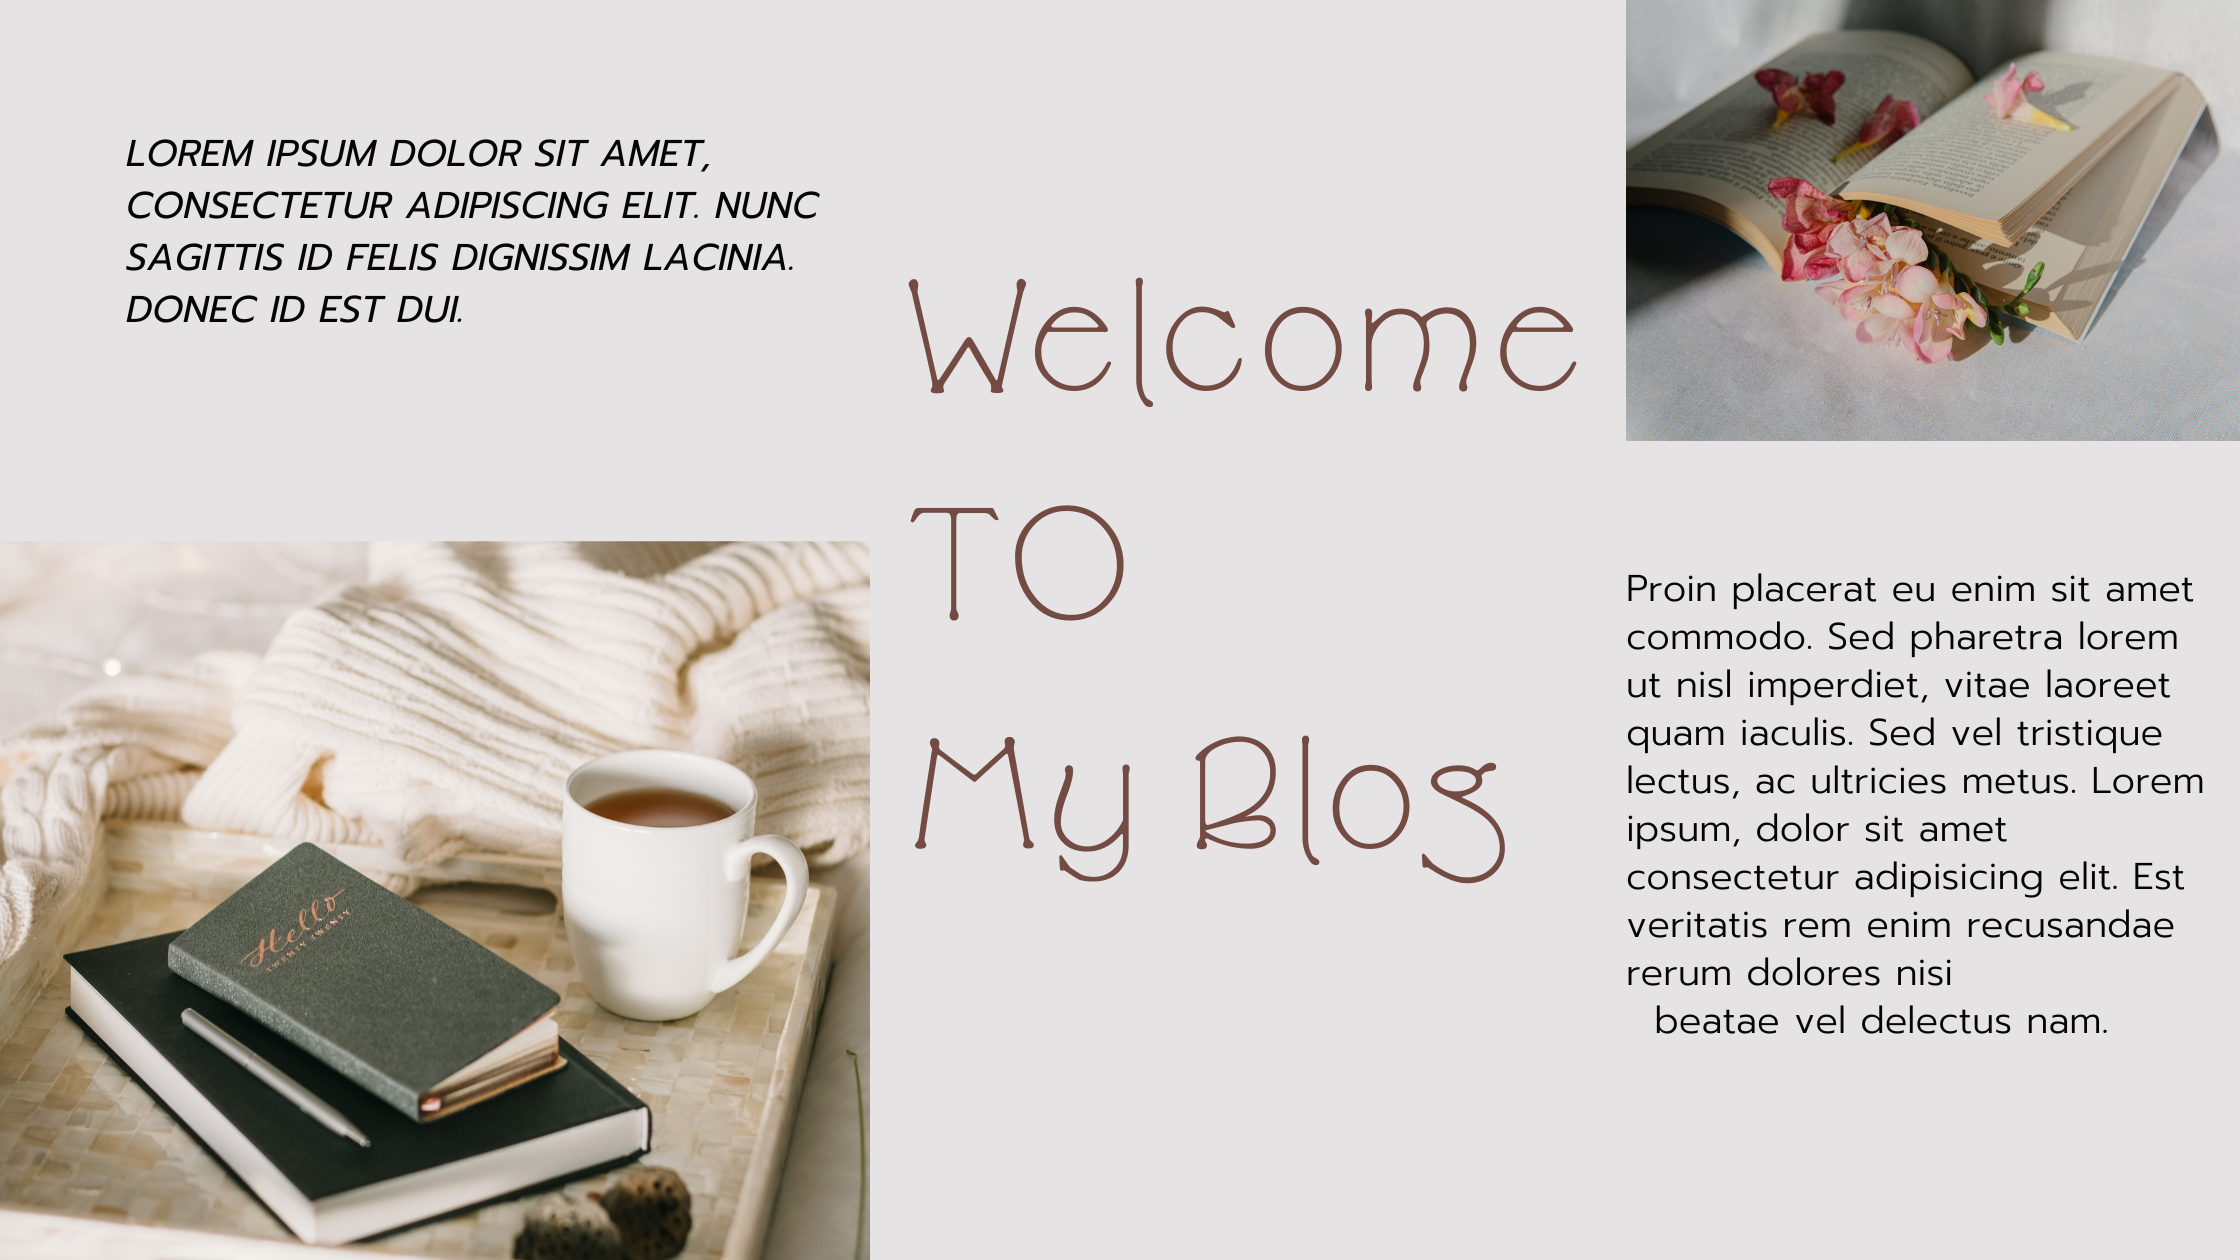 LOREM IPSUM DOLOR SIT AMET,
CONSECTETUR ADIPISCING ELIT. NUNC
SAGITTIS ID FELIS DIGNISSIM LACINIA.
DONEC ID EST DUI.
Welcome
TO
My Blog
Proin placerat eu enim sit amet
commodo. Sed pharetra lorem
ut nisl imperdiet, vitae laoreet
quam iaculis. Sed vel tristique
lectus, ac ultricies metus. Lorem
ipsum, dolor sit amet
consectetur adipisicing elit. Est
veritatis rem enim recusandae
rerum dolores nisi
beatae vel delectus nam.
Hello
TWENTY TWENTY